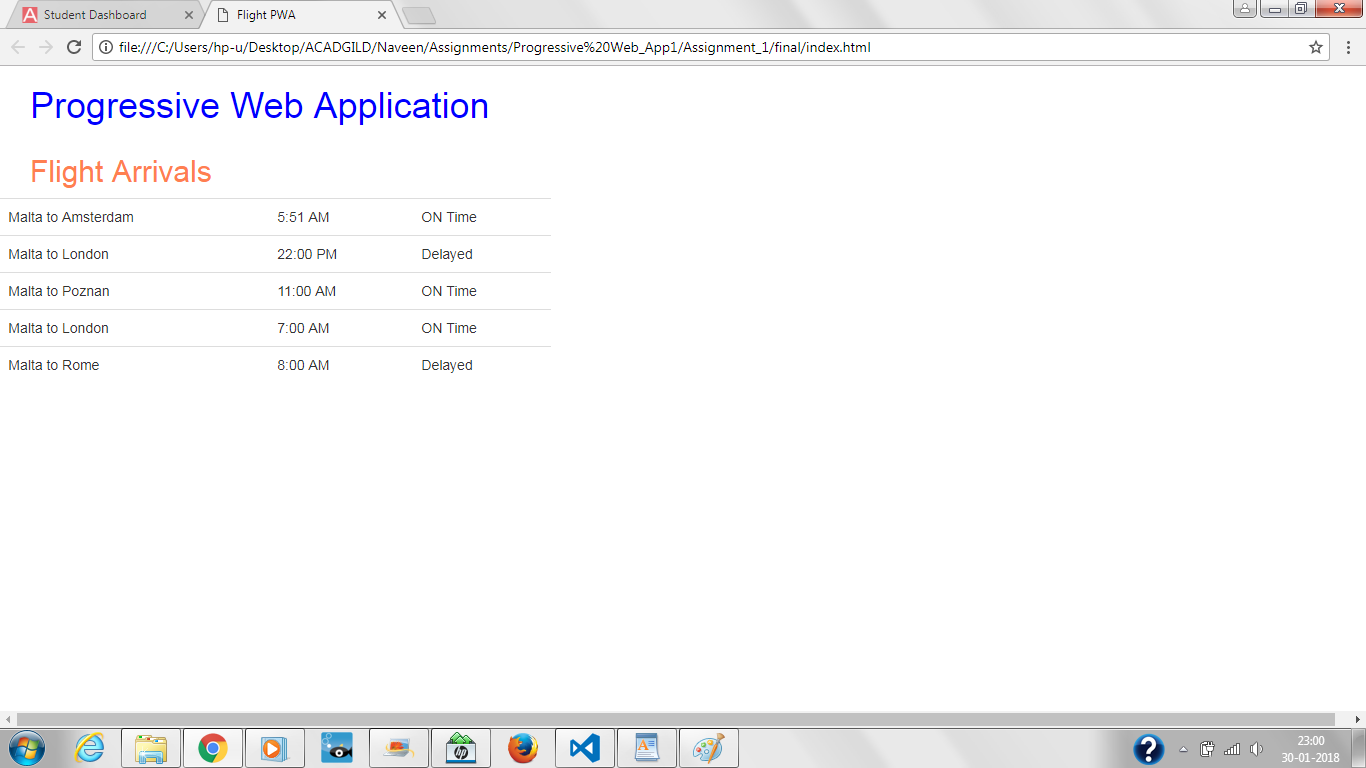 Student Dashboard Flight PWA
file:///C:/Users/hp-u/Desktop/ACADGILD/Naveen/Assignments/Progressive%20Web_App1/Assignment_1/final/index.html
Progressive Web Application
Flight Arrivals
Malta to Amsterdam 5:51 AM ON Time
Malta to London 22:00 PM Delayed
Malta to Poznan 11:00 AM ON Time
Malta to London 7:00 AM ON Time
Malta to Rome 8:00 AM Delayed
23:00
30-01-2018